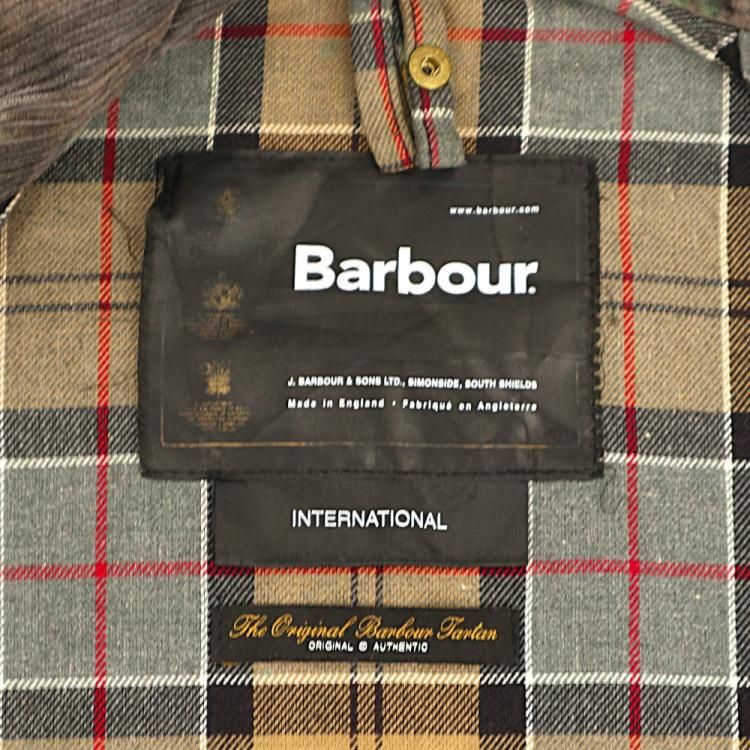 www.barbour.com
Barbour.
J. BARBOUR & SONS LTD., SIMONSIDE, SOUTH SHIELDS
Made in England • Fabriqué en Angleterre
INTERNATIONAL
The Original Barbour Tartan
ORIGINAL & AUTHENTIC